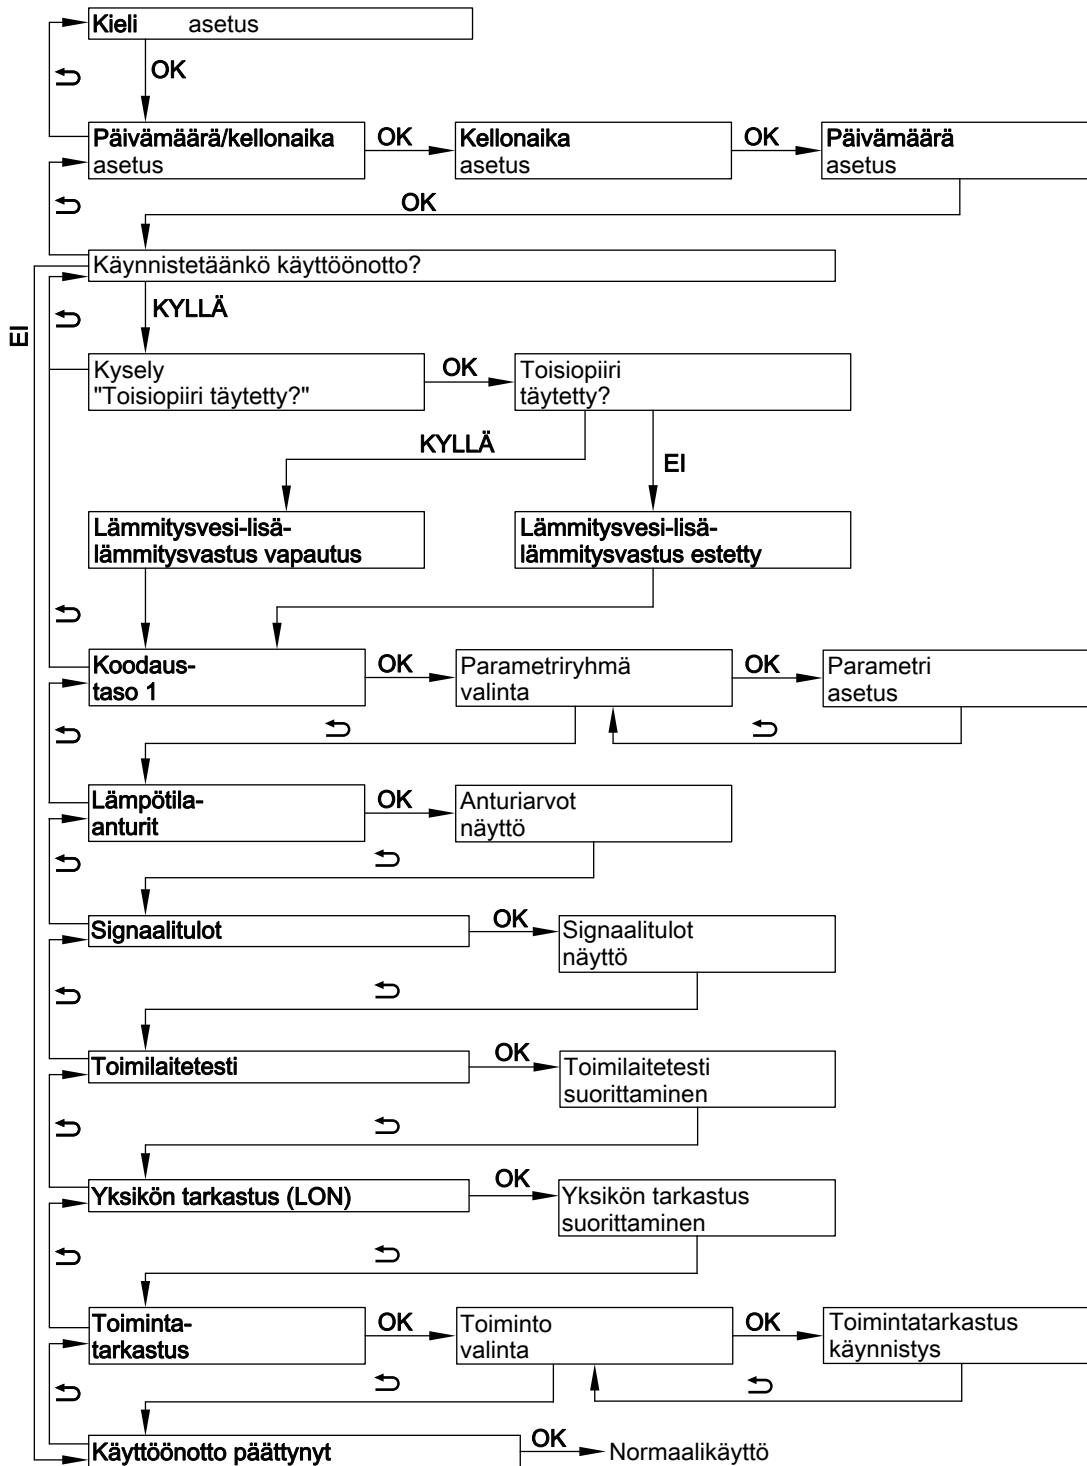 Kieli asetus
OK
Päivämäärä/kellonaika
asetus
OK
Kellonaika
asetus
OK
Päivämäärä
asetus
OK
Käynnistetäänkö käyttöönotto?
EI
KYLLÄ
Kysely
"Toisiopiiri täytetty?"
OK
Toisiopiiri
täytetty?
KYLLÄ
EI
Lämmitysvesi-lisä-
lämmitysvastus vapautus
Lämmitysvesi-lisä-
lämmitysvastus estetty
Koodaus-
taso 1
OK
Parametriryhmä
valinta
OK
Parametri
asetus
Lämpötila-
anturit
OK
Anturiarvot
näyttö
Signaalitulot
OK
Signaalitulot
näyttö
Toimilaitetesti
OK
Toimilaitetesti
suorittaminen
Yksikön tarkastus (LON)
OK
Yksikön tarkastus
suorittaminen
Toiminta-
tarkastus
OK
Toiminto
valinta
OK
Toimintatarkastus
käynnistys
Käyttöönotto päättynyt
OK
Normaalikäyttö